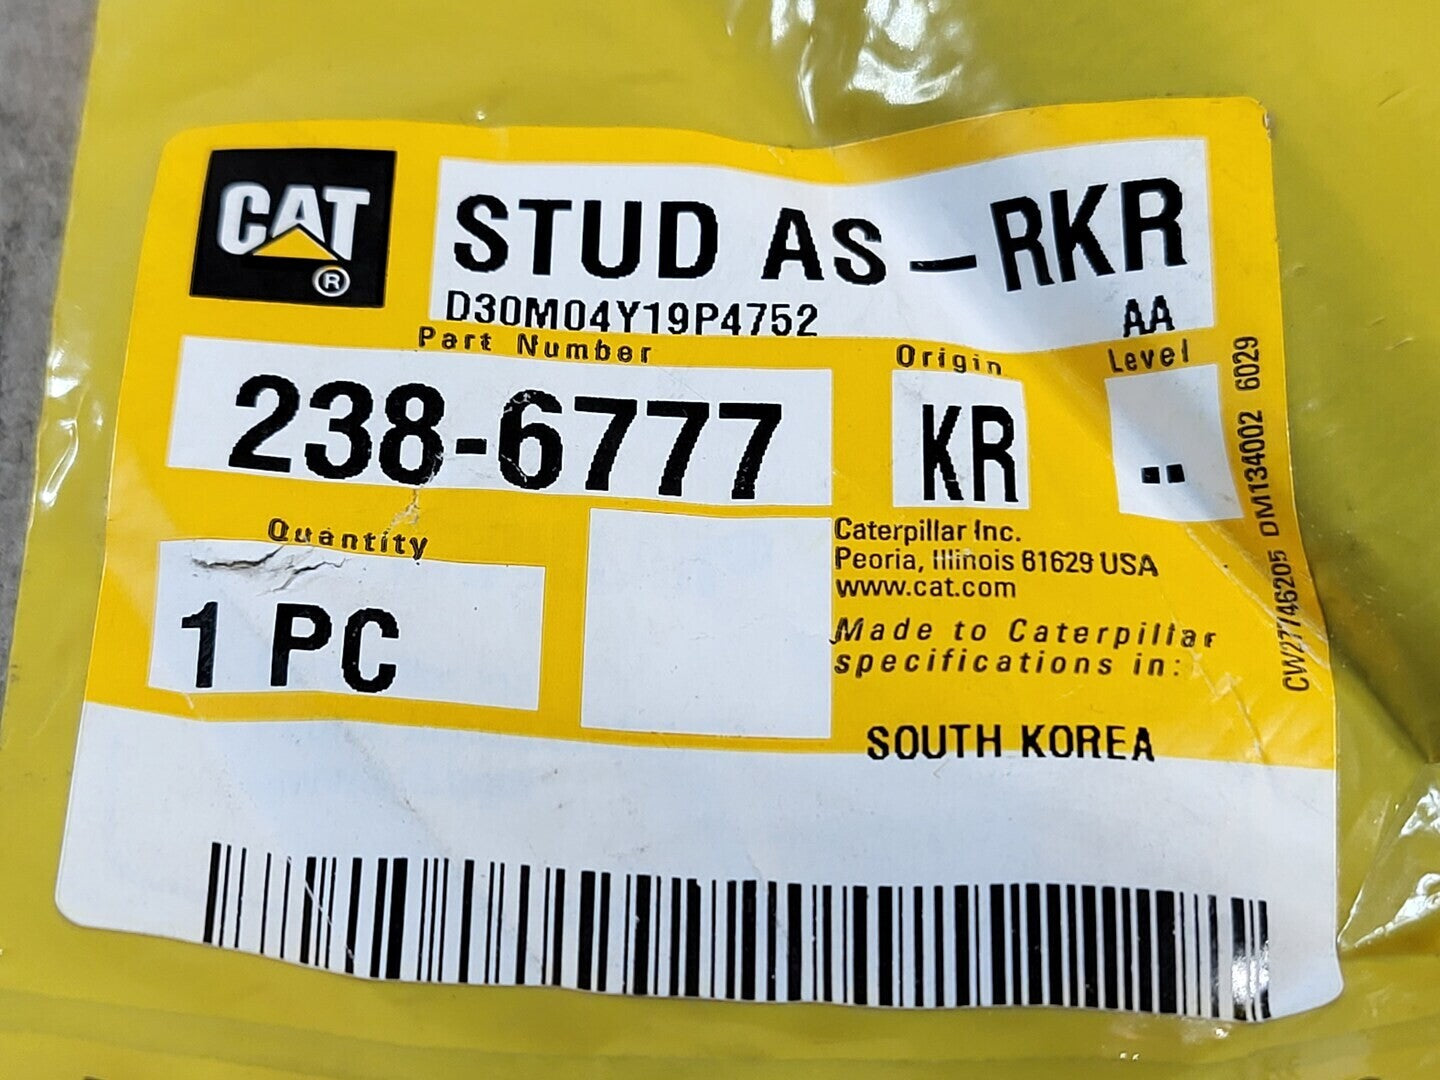 CAT
®
STUD AS-RKR
D30M04Y19P4752 AA
Part Number Origin Level
238-6777 KR --
Quantity
1 PC
Caterpillar Inc.
Peoria, Illinois 61629 USA
www.cat.com
Made to Caterpillar
specifications in:
SOUTH KOREA
CW27746205 DM134002 6029